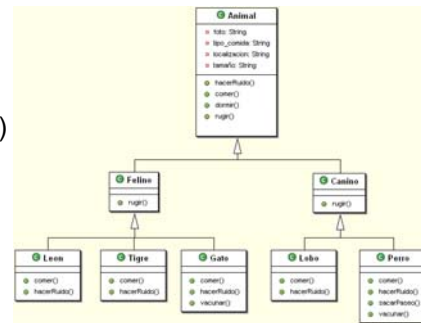 Animal
foto: String
tipo_comida: String
localizacion: String
tamaño: String
hacerRuido()
comer()
dormir()
rugir()
)
Felino
rugir()
Canino
rugir()
Leon
comer()
hacerRuido()
Tigre
comer()
hacerRuido()
Gato
comer()
hacerRuido()
vacunar()
Lobo
comer()
hacerRuido()
Perro
comer()
hacerRuido()
sacarPaseo()
vacunar()